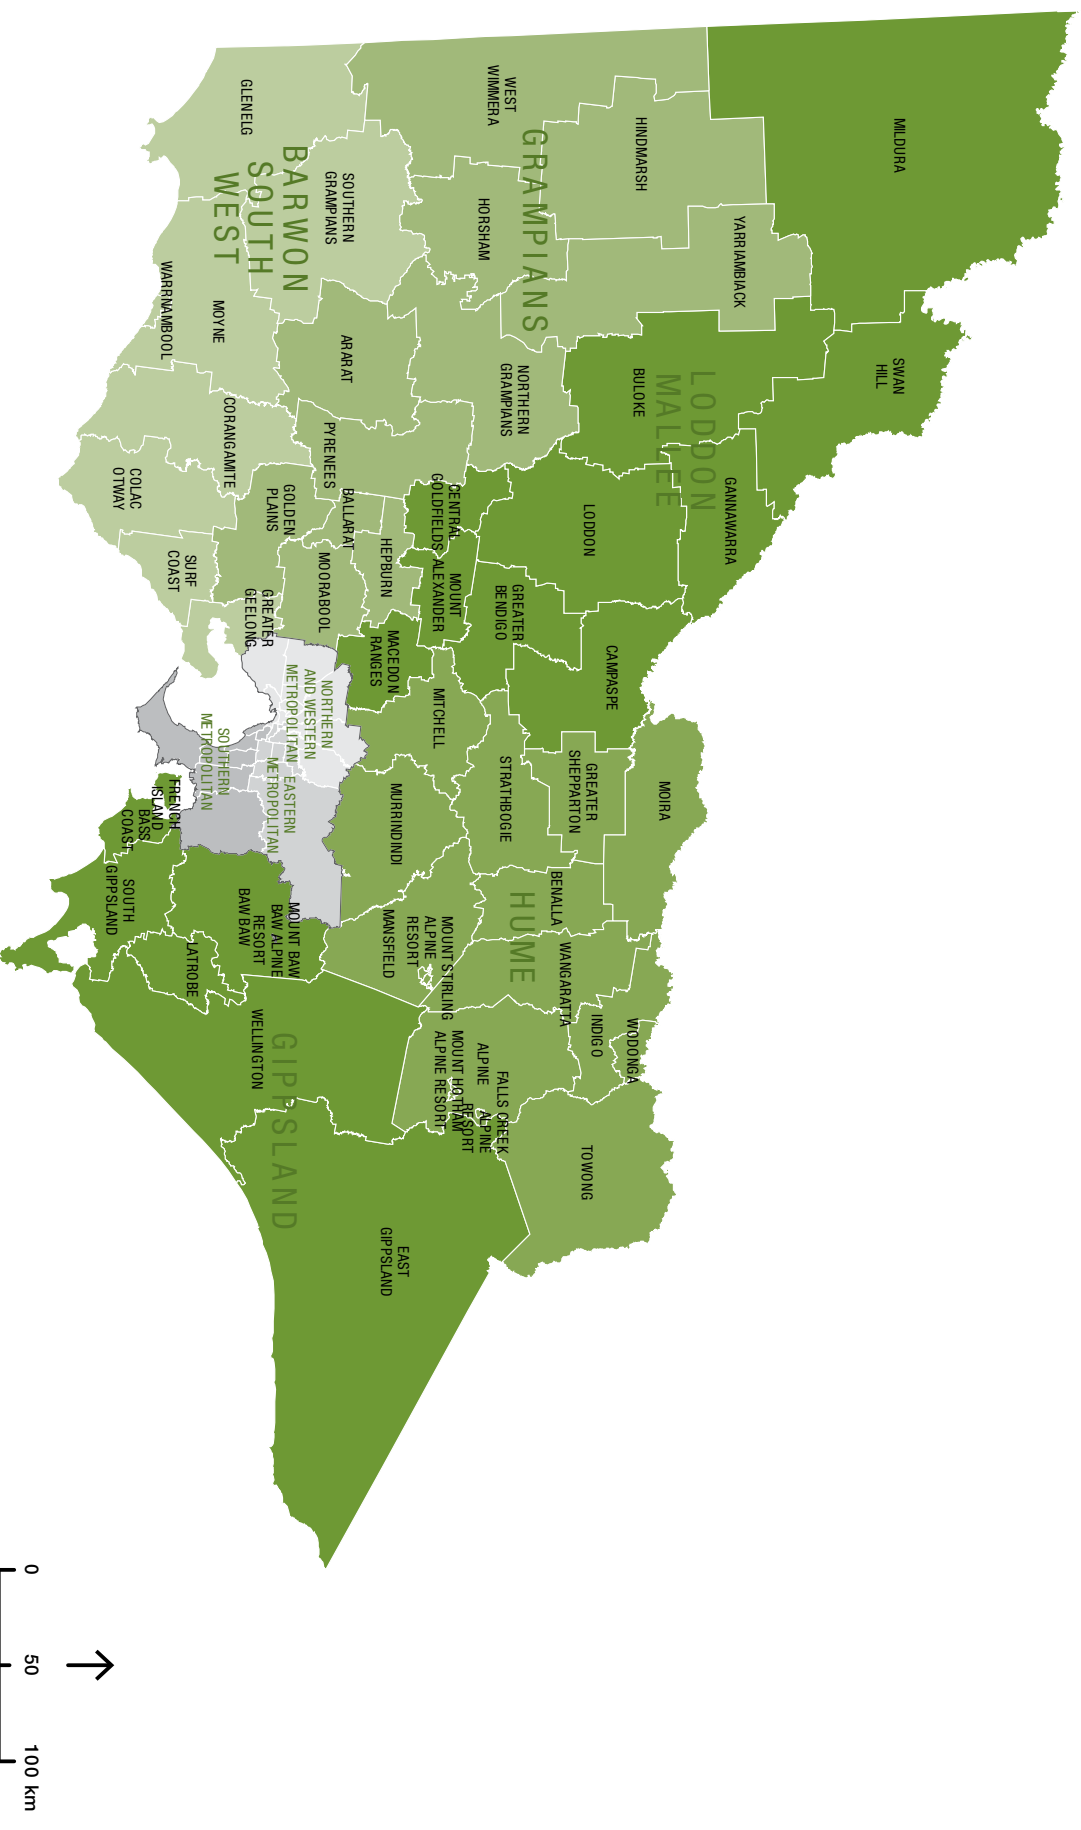 MILDURA
SWAN
HILL
YARRIAMBIACK
HINDMARSH
WEST
WIMMERA
GRAMPIANS
HORSHAM
BULOKE
LODDON
MALLEE
GANNAWARRA
LODDON
NORTHERN
GRAMPIANS
CAMPASPE
GREATER
BENDIGO
MOIRA
GREATER
SHEPPARTON
STRATHBOGIE
BENALLA
HUME
WANGARATTA
INDIGO
WODONGA
TOWONG
ALPINE
FALLS CREEK
ALPINE
RESORT
MOUNT HOTHAM
ALPINE RESORT
MOUNT STIRLING
ALPINE
RESORT
MANSFIELD
MURRINDINDI
MITCHELL
CENTRAL
GOLDFIELDS
MOUNT
ALEXANDER
MACEDON
RANGES
HEPBURN
BALLARAT
MOORABOOL
PYRENEES
ARARAT
GOLDEN
PLAINS
SOUTHERN
GRAMPIANS
GLENELG
BARWON
SOUTH
WEST
MOYNE
WARRNAMBOOL
CORANGAMITE
COLAC
OTWAY
SURF
COAST
GREATER
GEELONG
NORTHERN
AND WESTERN
METROPOLITAN
EASTERN
METROPOLITAN
SOUTHERN
METROPOLITAN
FRENCH
ISLAND
BASS
COAST
SOUTH
GIPPSLAND
MOUNT BAW
BAW ALPINE
RESORT
BAW BAW
LATROBE
WELLINGTON
GIPPSLAND
EAST
GIPPSLAND
0
50
100 km